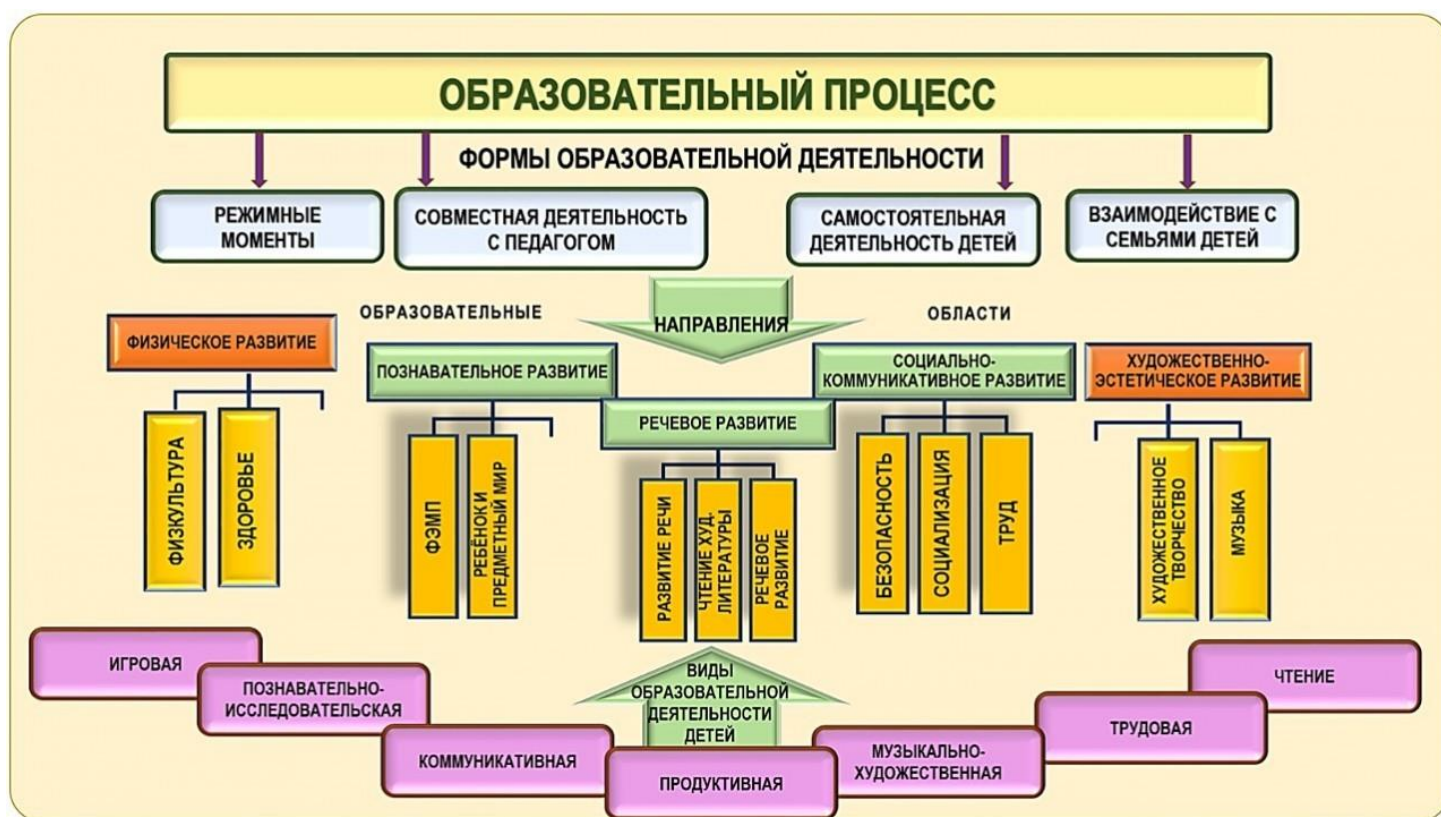 ОБРАЗОВАТЕЛЬНЫЙ ПРОЦЕСС
ФОРМЫ ОБРАЗОВАТЕЛЬНОЙ ДЕЯТЕЛЬНОСТИ
РЕЖИМНЫЕ
МОМЕНТЫ
СОВМЕСТНАЯ ДЕЯТЕЛЬНОСТЬ
С ПЕДАГОГОМ
САМОСТОЯТЕЛЬНАЯ
ДЕЯТЕЛЬНОСТЬ ДЕТЕЙ
ВЗАИМОДЕЙСТВИЕ С
СЕМЬЯМИ ДЕТЕЙ
ОБРАЗОВАТЕЛЬНЫЕ
НАПРАВЛЕНИЯ
ОБЛАСТИ
ФИЗИЧЕСКОЕ РАЗВИТИЕ
ФИЗКУЛЬТУРА
ЗДОРОВЬЕ
ПОЗНАВАТЕЛЬНОЕ РАЗВИТИЕ
ФЭМП
РЕБЁНОК И
ПРЕДМЕТНЫЙ МИР
РЕЧЕВОЕ РАЗВИТИЕ
РАЗВИТИЕ РЕЧИ
ЧТЕНИЕ ХУД.
ЛИТЕРАТУРЫ
РЕЧЕВОЕ
РАЗВИТИЕ
СОЦИАЛЬНО-
КОММУНИКАТИВНОЕ РАЗВИТИЕ
БЕЗОПАСНОСТЬ
СОЦИАЛИЗАЦИЯ
ТРУД
ХУДОЖЕСТВЕННО-
ЭСТЕТИЧЕСКОЕ РАЗВИТИЕ
ХУДОЖЕСТВЕННОЕ
ТВОРЧЕСТВО
МУЗЫКА
ВИДЫ
ОБРАЗОВАТЕЛЬНОЙ
ДЕЯТЕЛЬНОСТИ
ДЕТЕЙ
ИГРОВАЯ
ПОЗНАВАТЕЛЬНО-
ИССЛЕДОВАТЕЛЬСКАЯ
КОММУНИКАТИВНАЯ
ПРОДУКТИВНАЯ
МУЗЫКАЛЬНО-
ХУДОЖЕСТВЕННАЯ
ТРУДОВАЯ
ЧТЕНИЕ